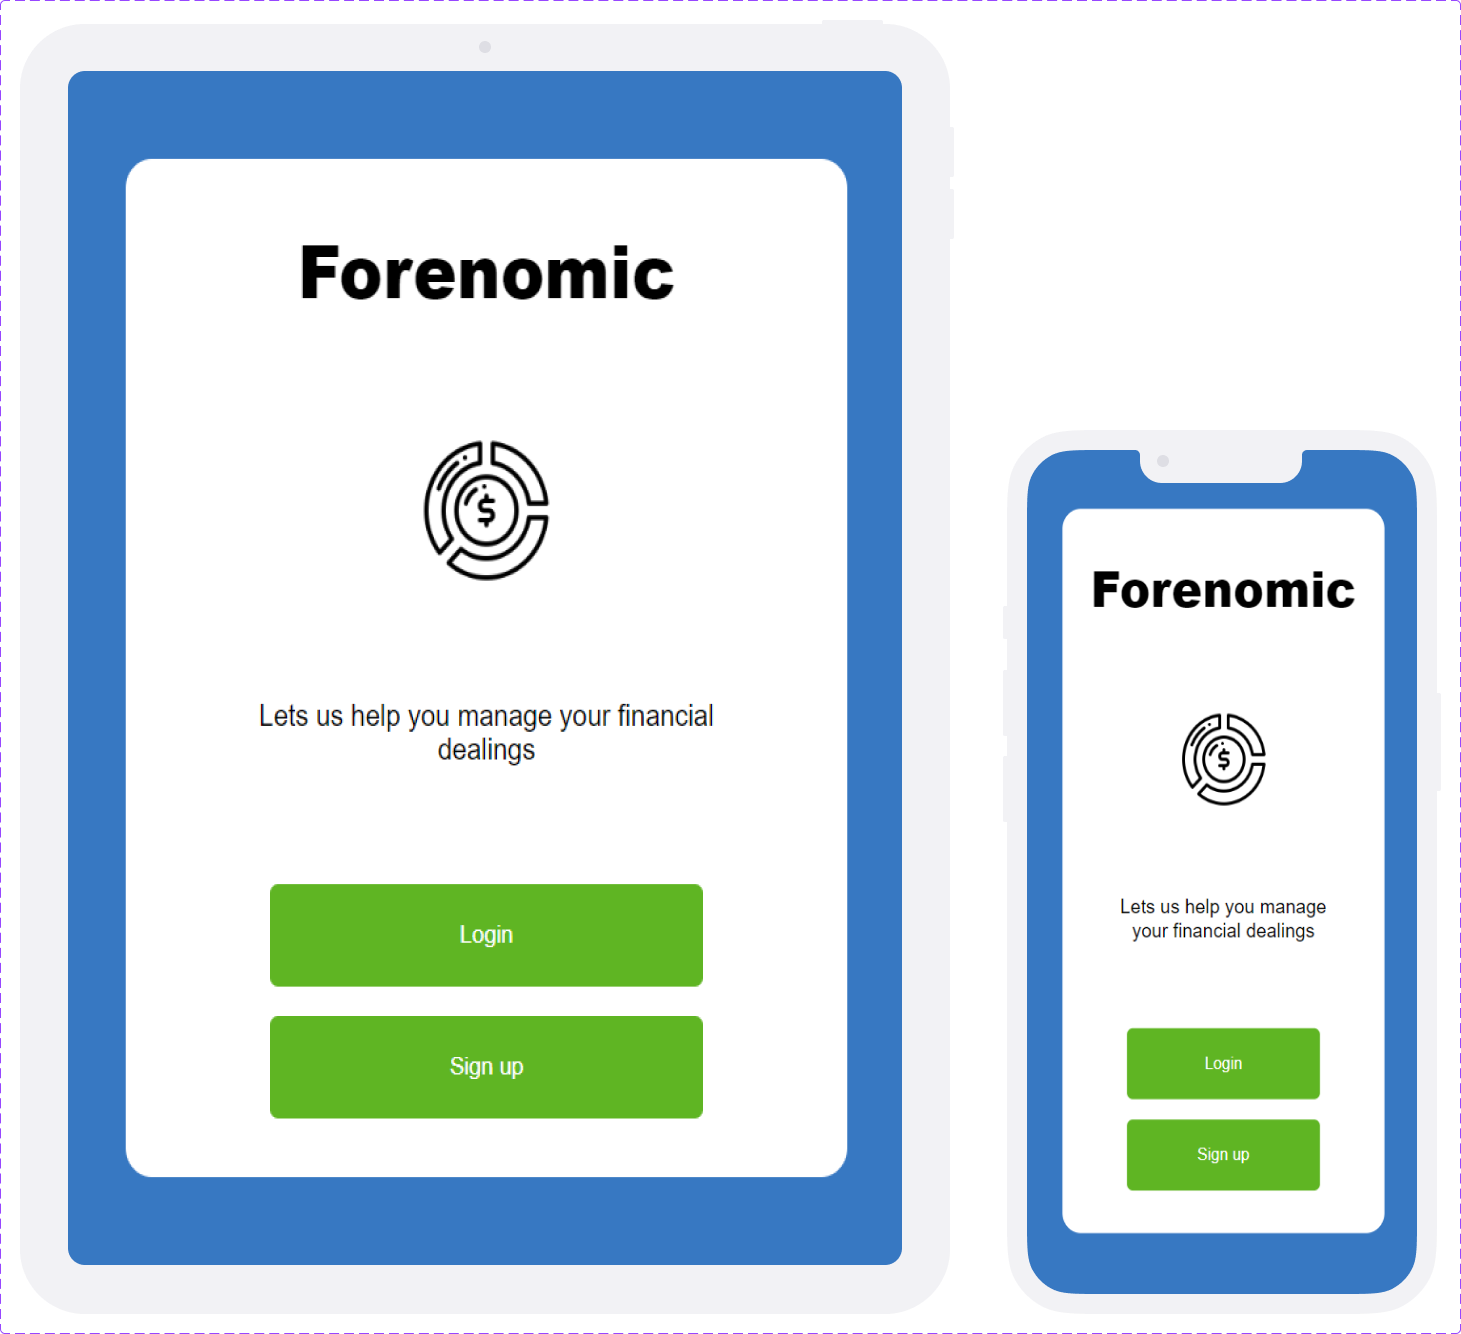 Forenomic
$
Lets us help you manage your financial
dealings
Login
Sign up
Forenomic
$
Lets us help you manage
your financial dealings
Login
Sign up